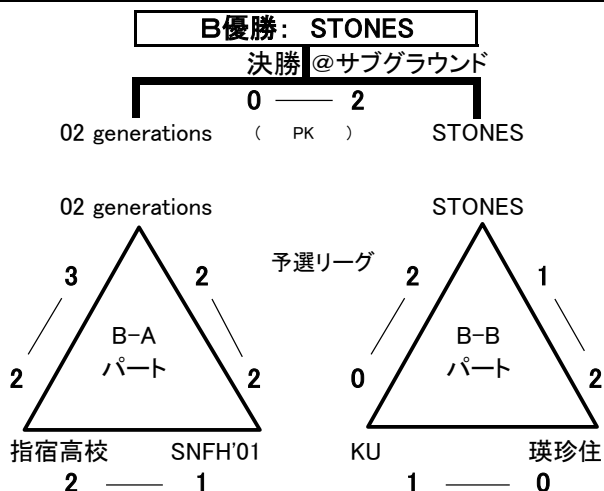 B優勝： STONES
決勝 @サブグラウンド
0 — 2
02 generations （ PK ） STONES
02 generations STONES
予選リーグ
3 2 2 1
B-A B-B
パート パート
2 2 0 2
指宿高校 SNFH'01 KU 瑛珍住
2 — 1 1 — 0